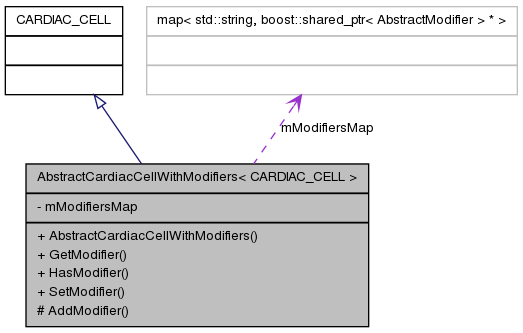 CARDIAC_CELL
map< std::string, boost::shared_ptr< AbstractModifier > * >
mModifiersMap
AbstractCardiacCellWithModifiers< CARDIAC_CELL >
- mModifiersMap
+ AbstractCardiacCellWithModifiers()
+ GetModifier()
+ HasModifier()
+ SetModifier()
# AddModifier()